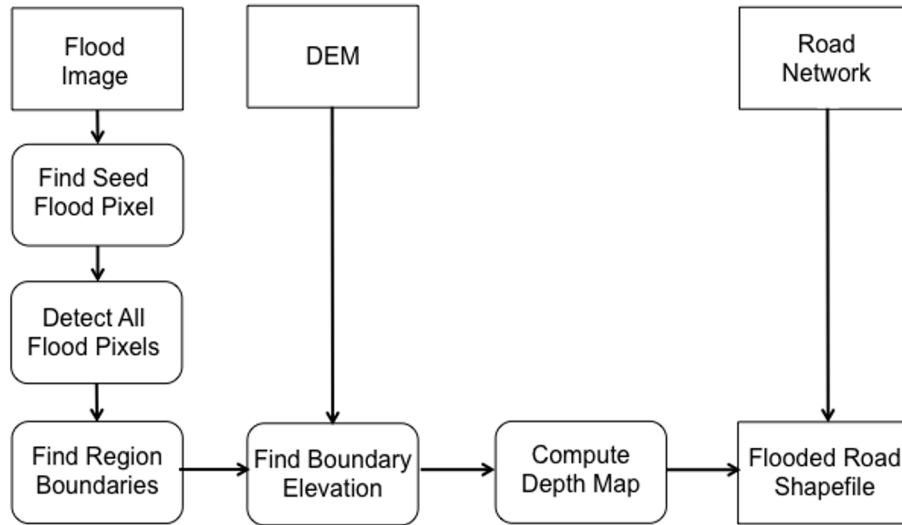 Flood
Image
DEM
Road
Network
Find Seed
Flood Pixel
Detect All
Flood Pixels
Find Region
Boundaries
Find Boundary
Elevation
Compute
Depth Map
Flooded Road
Shapefile